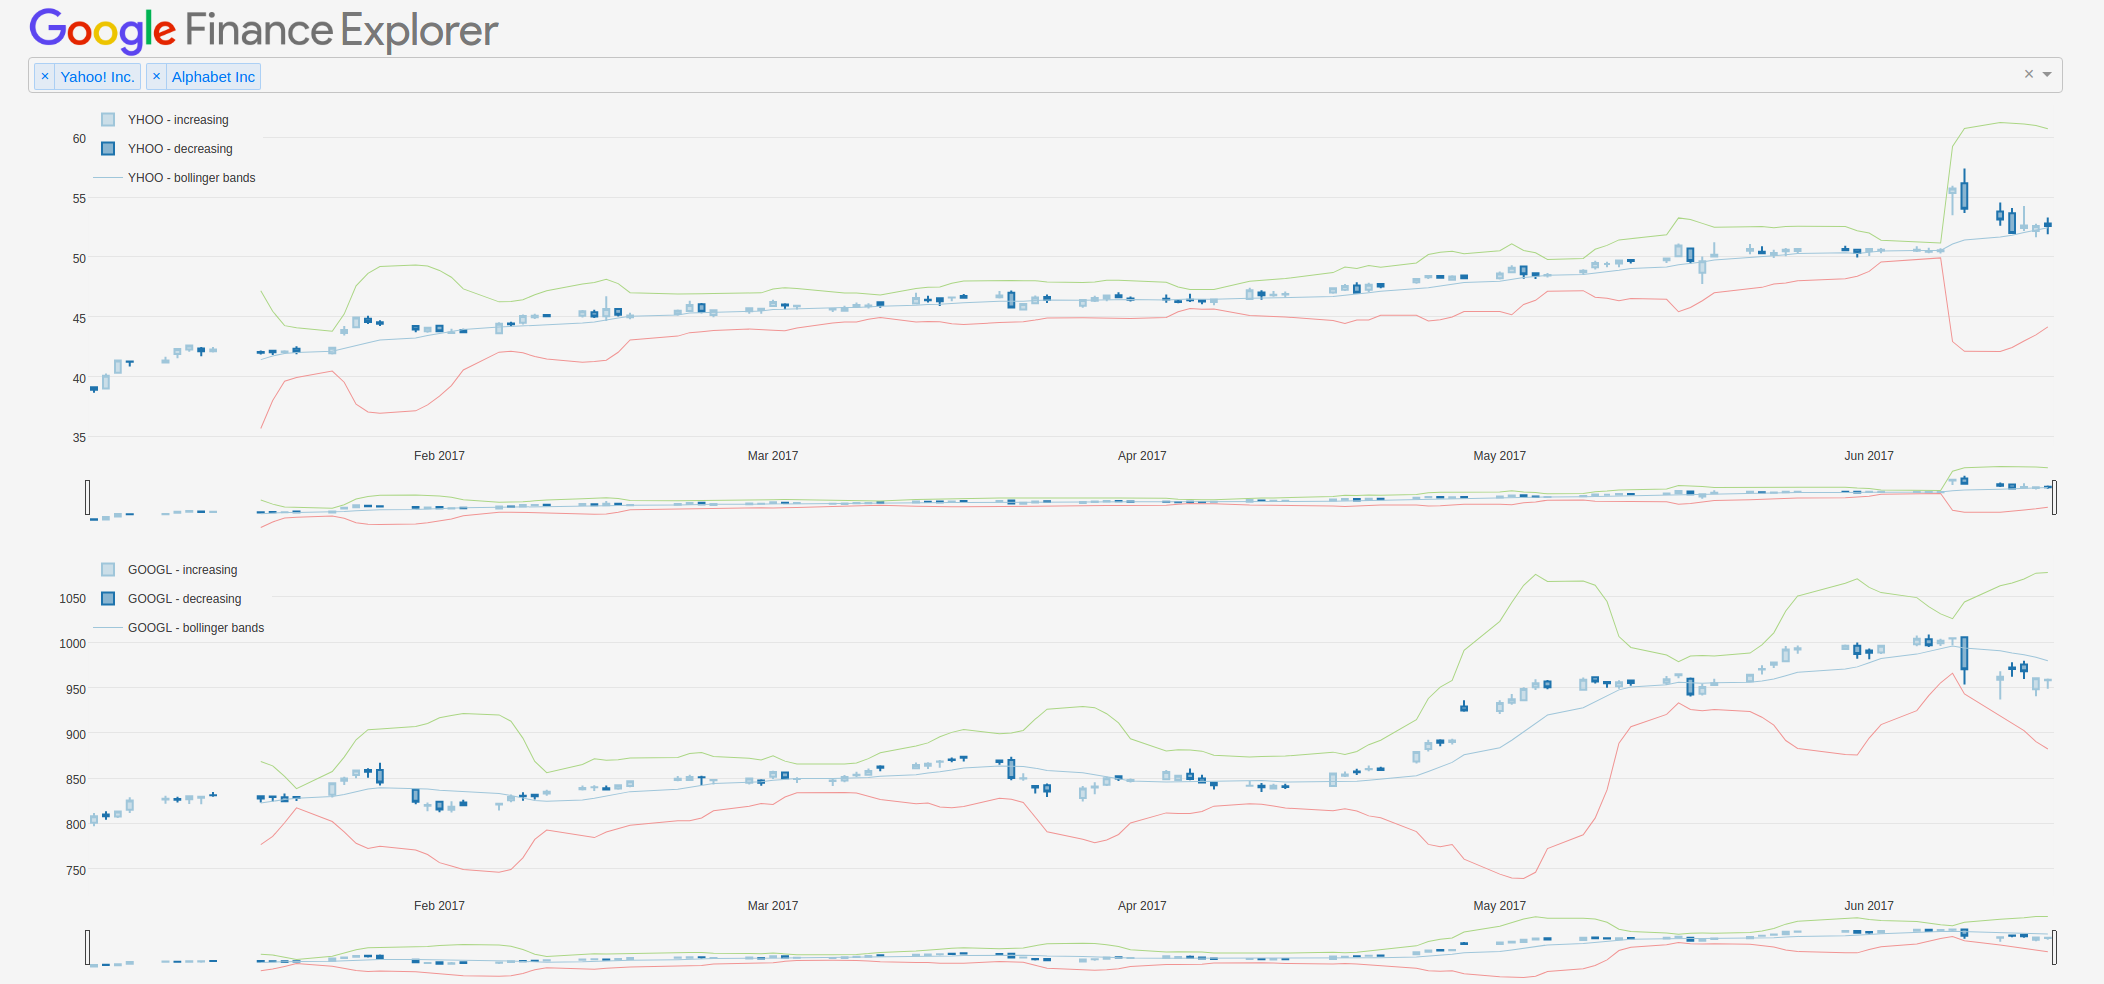 Google Finance Explorer
× Yahoo! Inc. × Alphabet Inc ×
YHOO - increasing
YHOO - decreasing
YHOO - bollinger bands
60
55
50
45
40
35
Feb 2017 Mar 2017 Apr 2017 May 2017 Jun 2017
GOOGL - increasing
GOOGL - decreasing
GOOGL - bollinger bands
1050
1000
950
900
850
800
750
Feb 2017 Mar 2017 Apr 2017 May 2017 Jun 2017